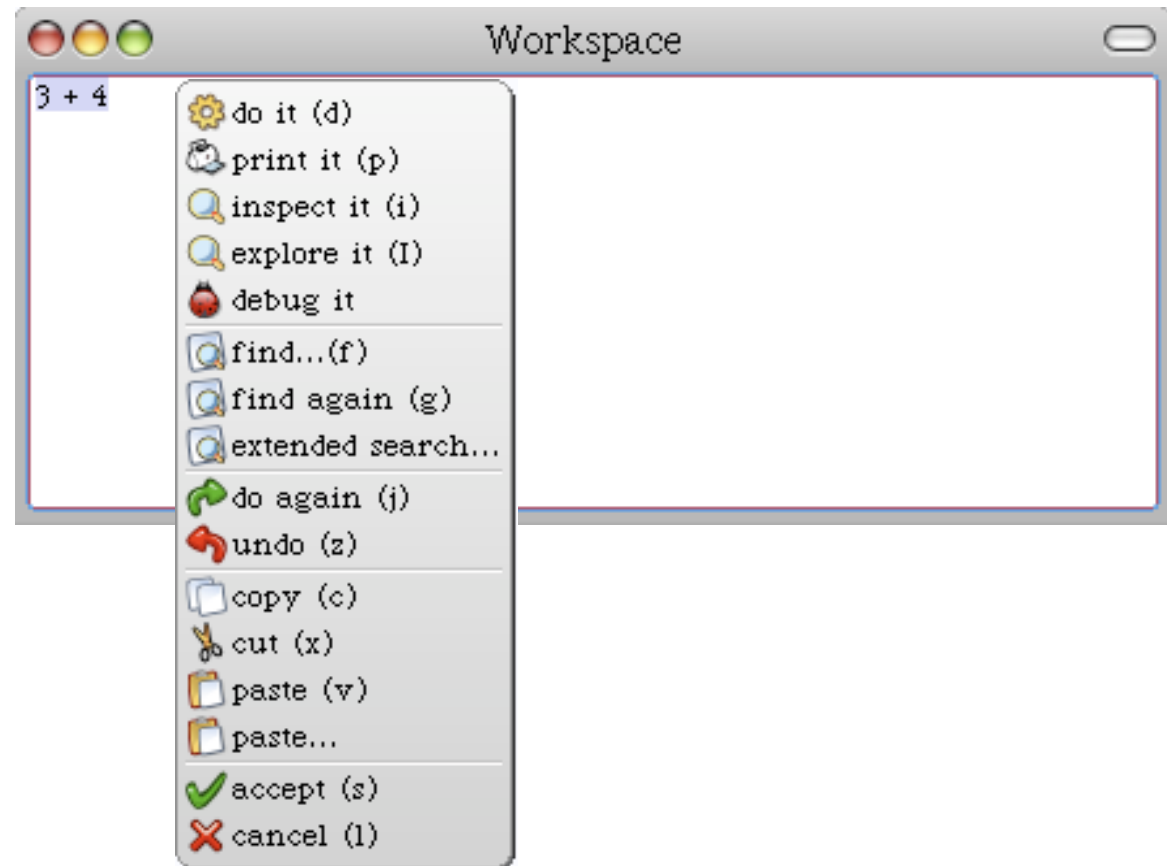 Workspace
3 + 4
do it (d)
print it (p)
inspect it (i)
explore it (I)
debug it
find...(f)
find again (g)
extended search...
do again (j)
undo (z)
copy (c)
cut (x)
paste (v)
paste...
accept (s)
cancel (l)